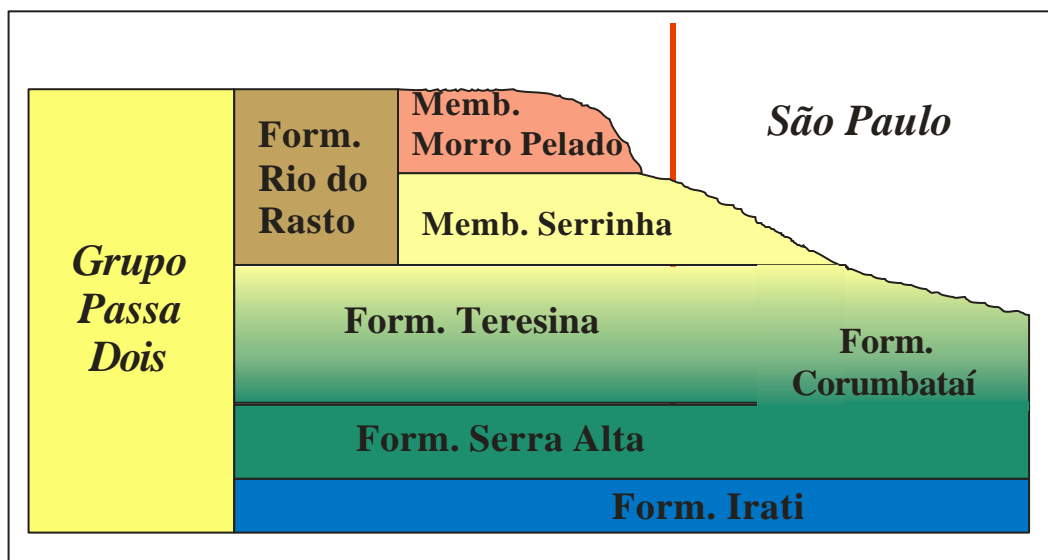 Grupo
Passa
Dois
Form.
Rio do
Rasto
Memb.
Morro Pelado
Memb. Serrinha
São Paulo
Form. Teresina
Form.
Corumbataí
Form. Serra Alta
Form. Irati